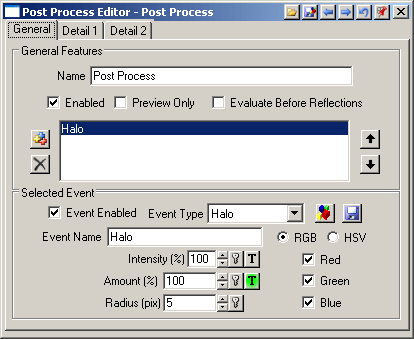 Post Process Editor - Post Process
General Detail 1 Detail 2
General Features
Name Post Process
Enabled Preview Only Evaluate Before Reflections
Halo
Selected Event
Event Enabled Event Type Halo
Event Name Halo RGB HSV
Intensity (%) 100 T Red
Amount (%) 100 T Green
Radius (pix) 5 Blue